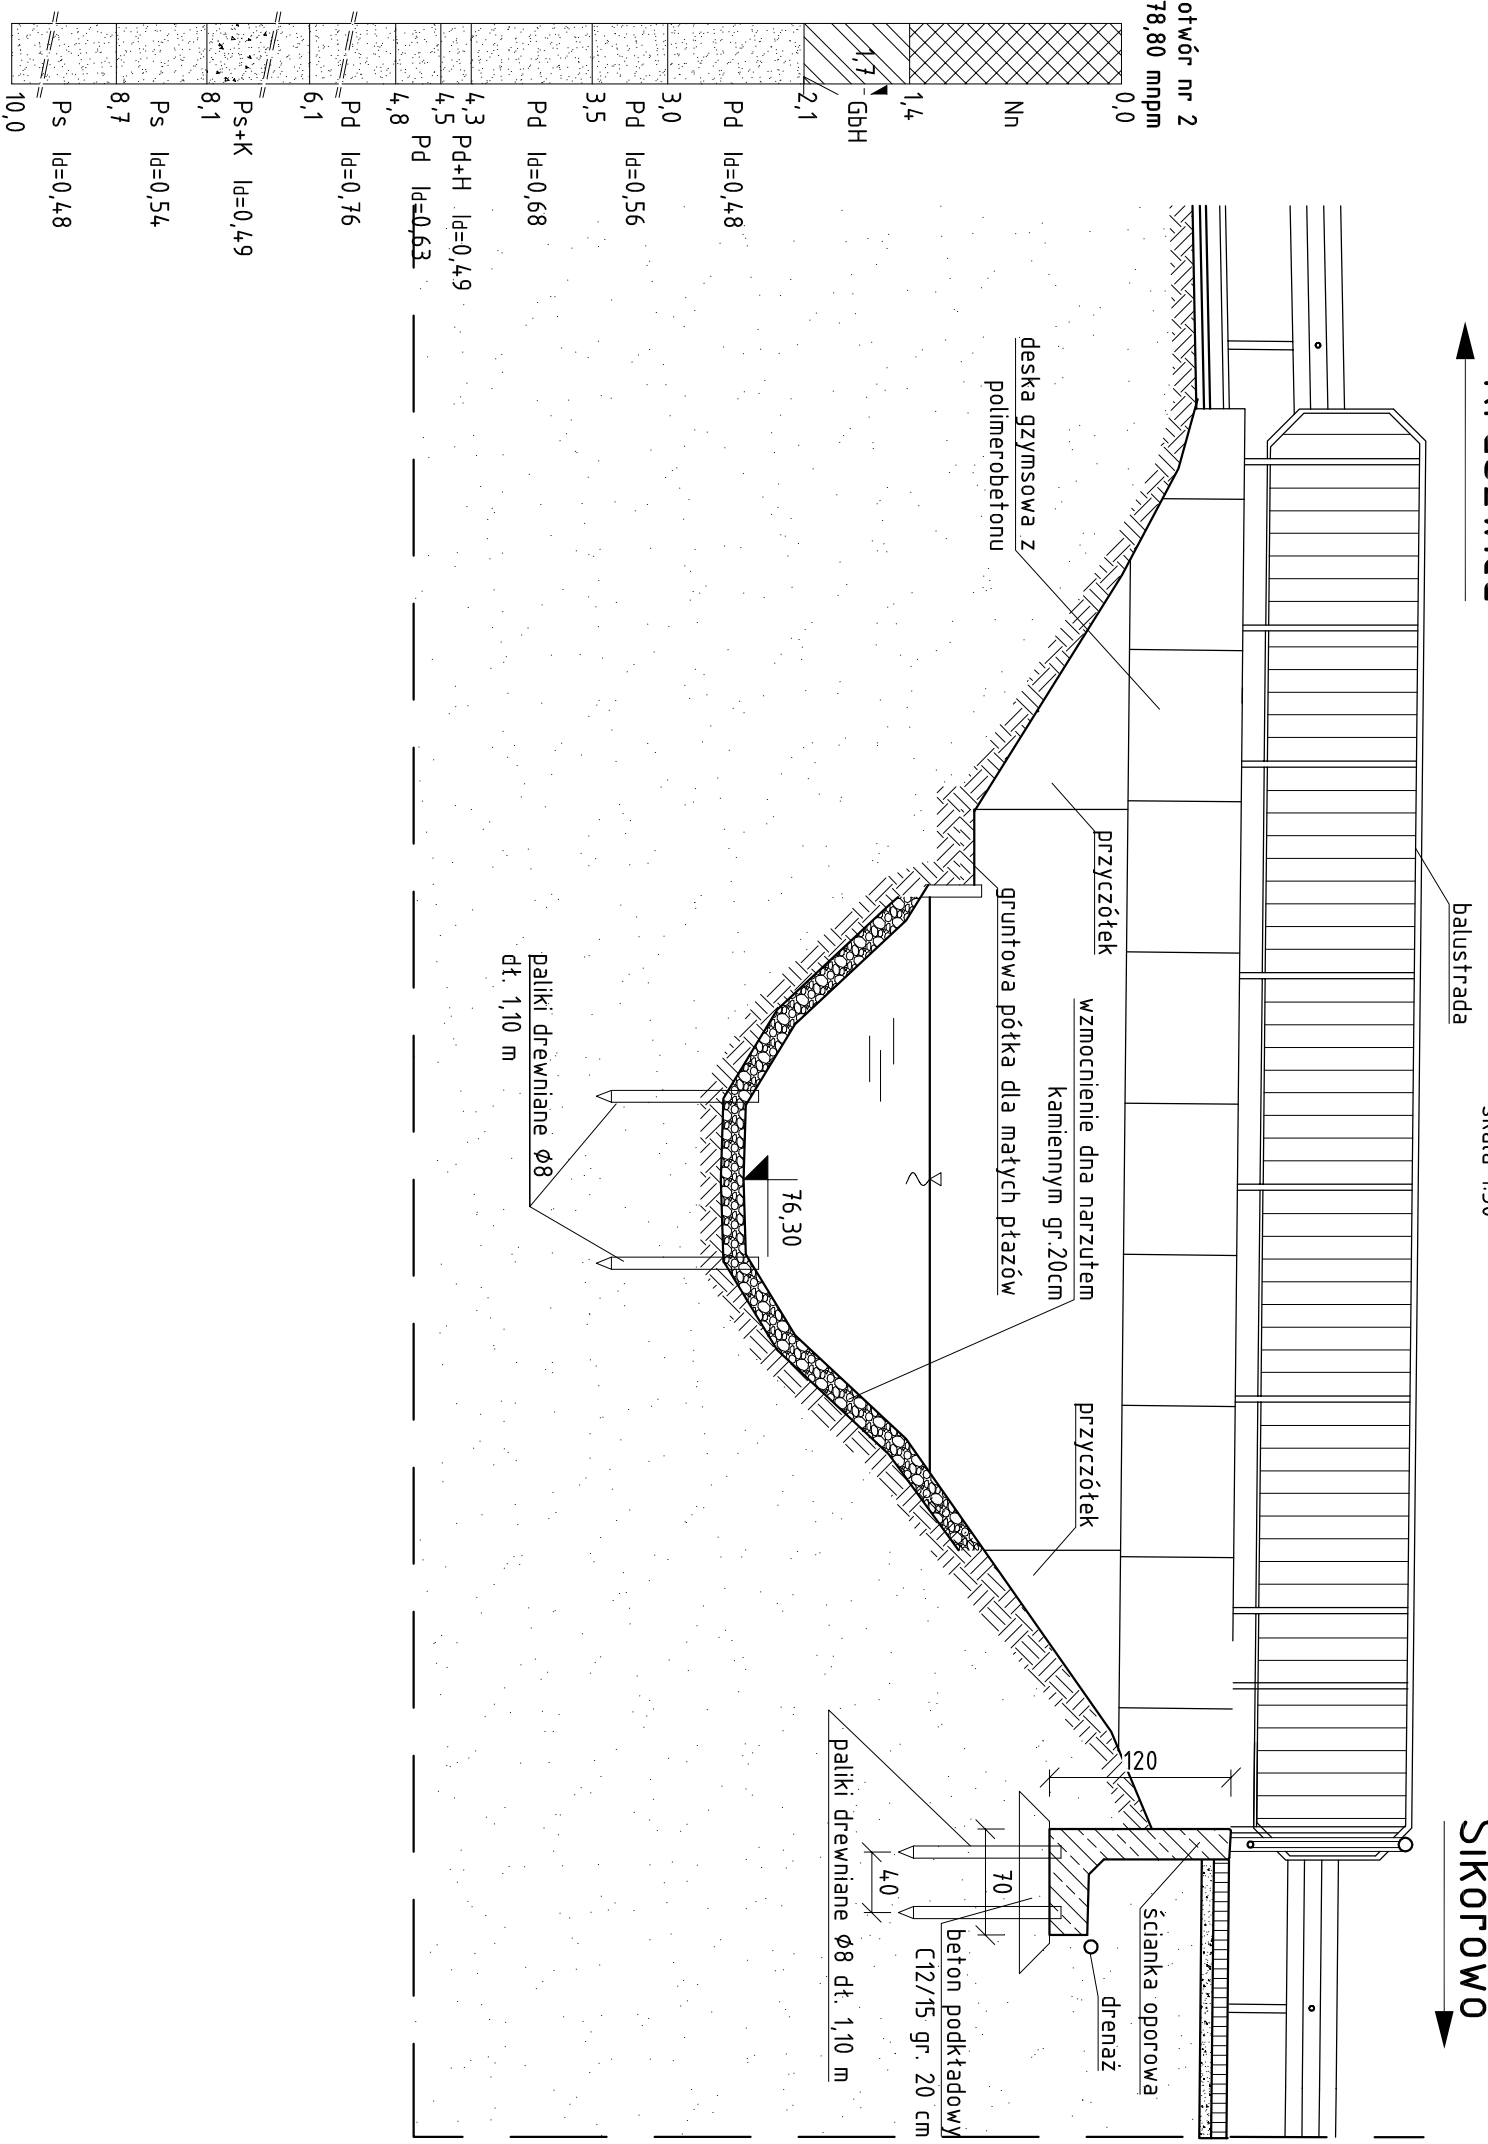 Sikorowo
balustrada
otwór nr 2
78,80 mnpm
0,0
Nn
1,4
1,7
GbH
2,1
Pd Id=0,48
3,0
Pd Id=0,56
3,5
Pd Id=0,68
4,3
Pd+H Id=0,49
4,5
Pd Id=0,63
4,8
Pd Id=0,76
6,1
Ps+K Id=0,49
8,1
Ps Id=0,54
8,7
Ps Id=0,48
10,0
deska gzymsowa z
polimerobetonu
przyczółek
gruntowa półka dla małych płazów
wzmocnienie dna narzutem
kamiennym gr.20cm
76,30
paliki drewniane Ø8
dł. 1,10 m
przyczółek
120
70
40
ścianka oporowa
drenaż
beton podkładowy
C12/15 gr. 20 cm
paliki drewniane Ø8 dł. 1,10 m